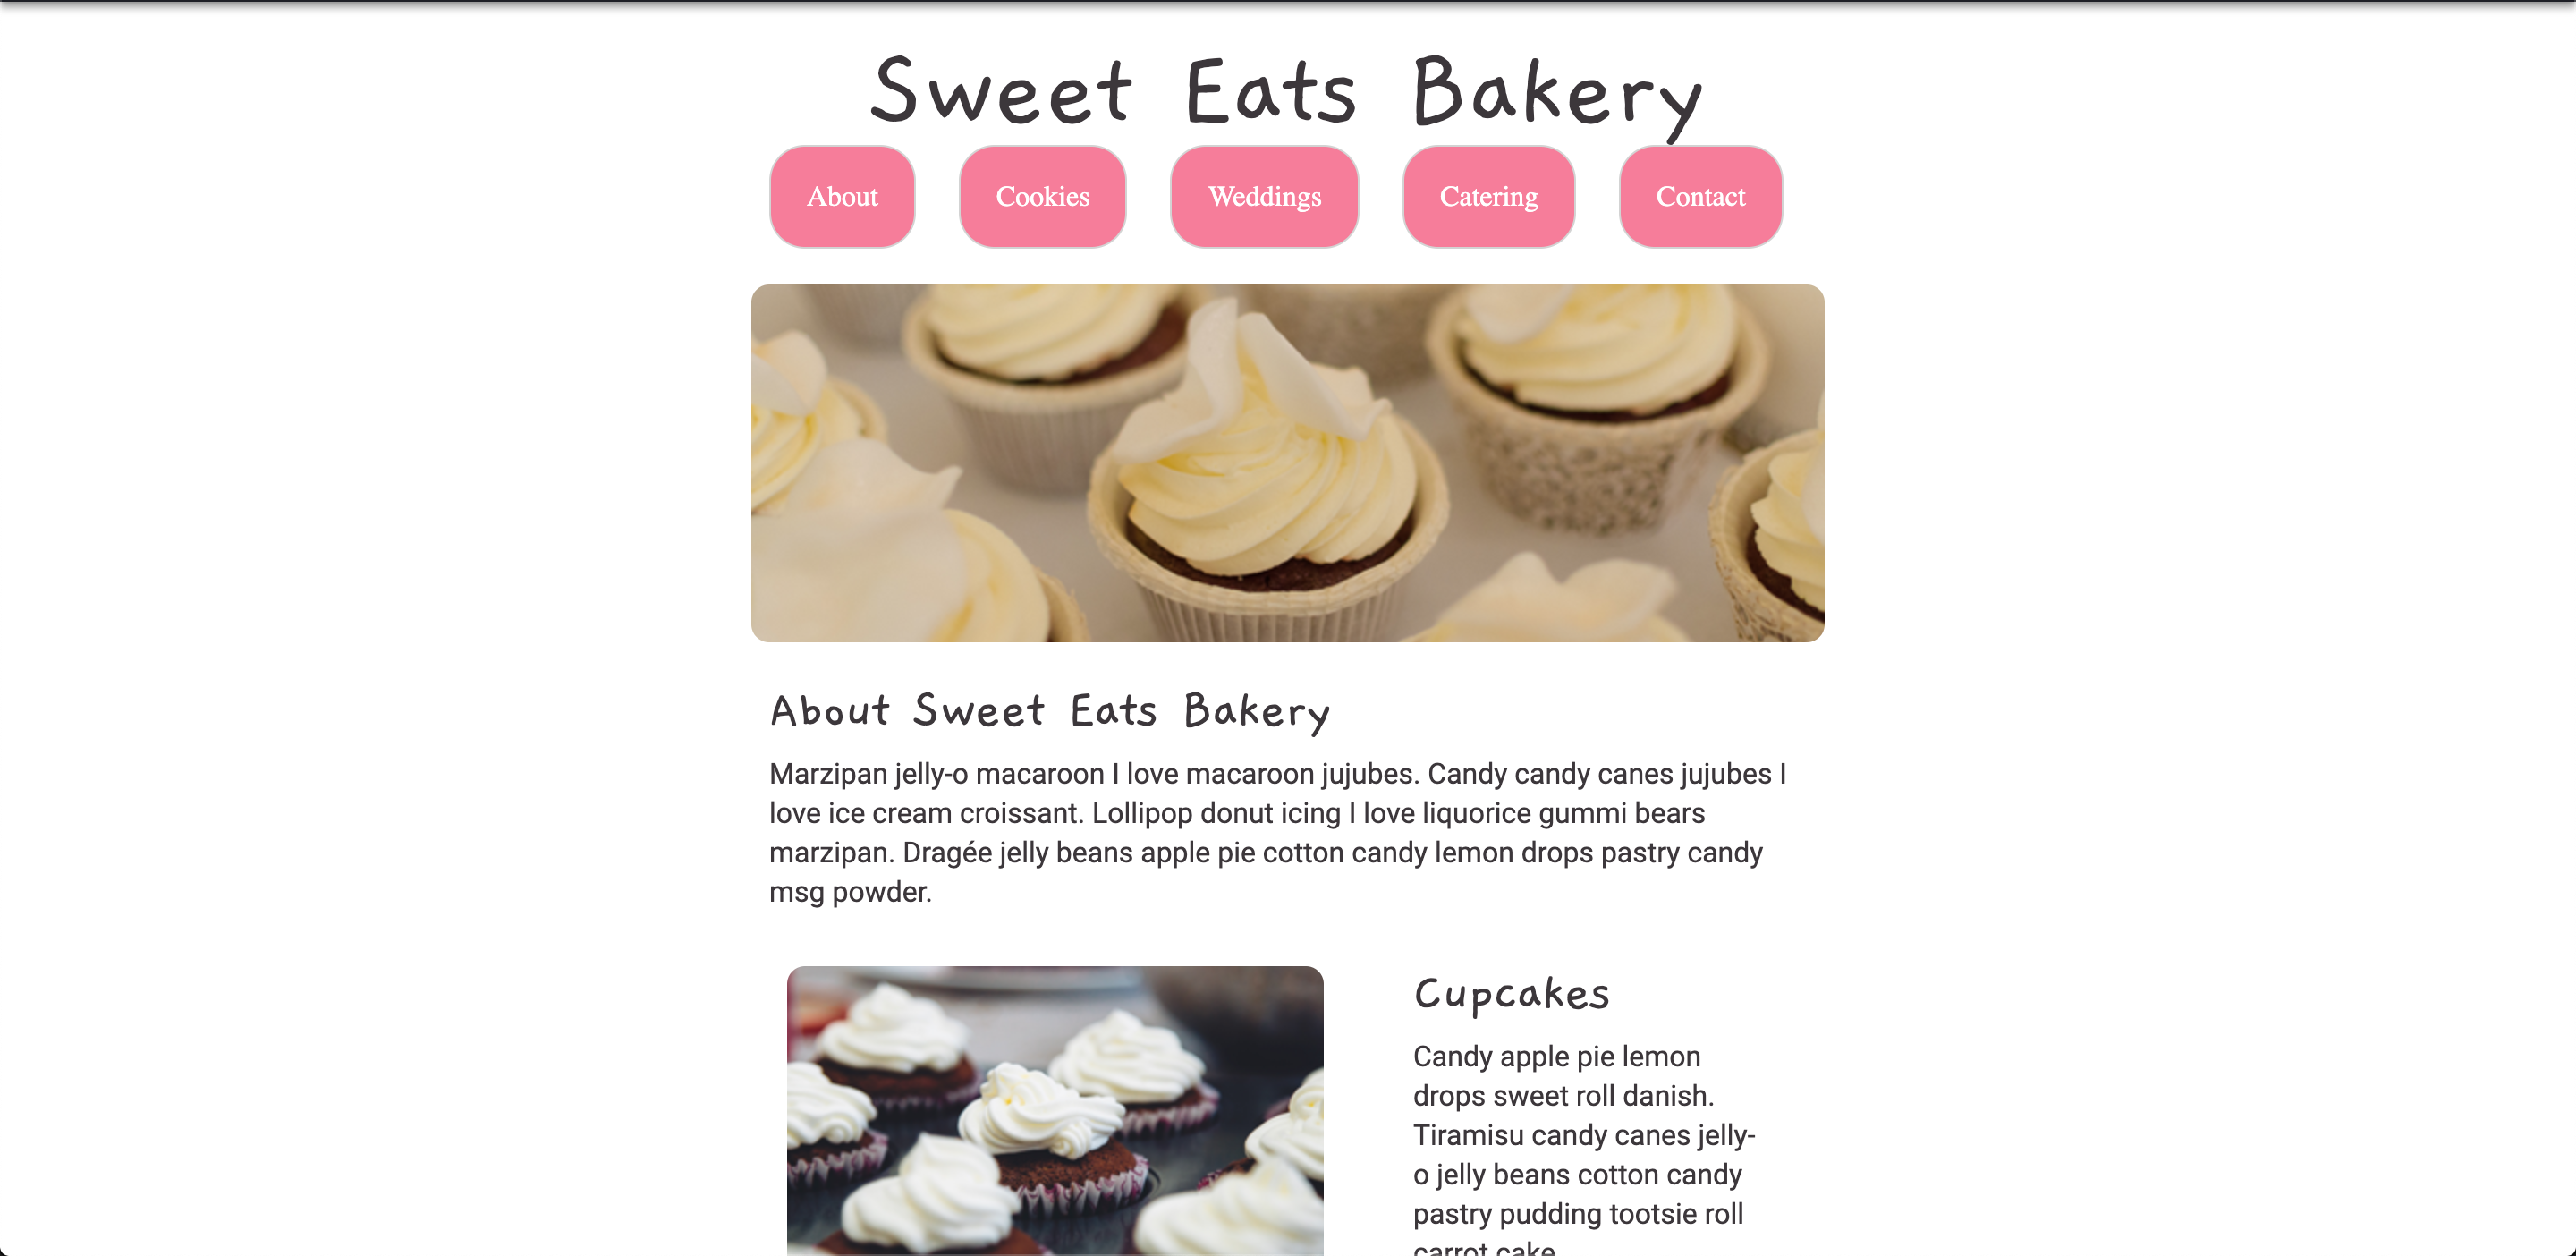 Sweet Eats Bakery
About Cookies Weddings Catering Contact
About Sweet Eats Bakery
Marzipan jelly-o macaroon I love macaroon jujubes. Candy candy canes jujubes I
love ice cream croissant. Lollipop donut icing I love liquorice gummi bears
marzipan. Dragée jelly beans apple pie cotton candy lemon drops pastry candy
msg powder.
Cupcakes
Candy apple pie lemon
drops sweet roll danish.
Tiramisu candy canes jelly-
o jelly beans cotton candy
pastry pudding tootsie roll
carrot cake